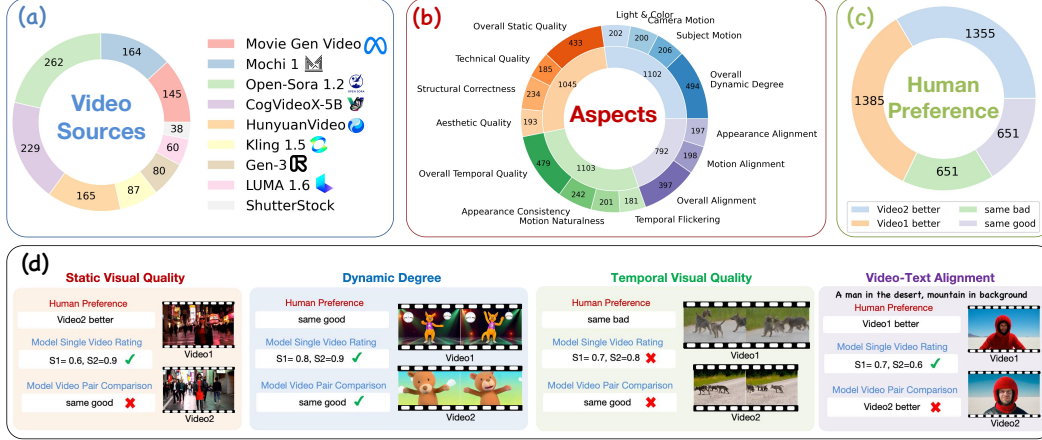 (a)
164
145
38
60
80
87
165
229
262
Video
Sources
Movie Gen Video
Mochi 1
Open-Sora 1.2
OPEN SORA
CogVideoX-5B
HunyuanVideo
Kling 1.5
Gen-3
LUMA 1.6
ShutterStock
(b)
Light & Color
Camera Motion
Subject Motion
Overall
Dynamic Degree
Appearance Alignment
Motion Alignment
Overall Alignment
Temporal Flickering
Motion Naturalness
Appearance Consistency
Overall Temporal Quality
Aesthetic Quality
Structural Correctness
Technical Quality
Overall Static Quality
202
200
206
494
197
198
397
181
201
242
479
193
234
185
433
1102
792
1103
1045
Aspects
(c)
1355
651
651
1385
Human
Preference
Video2 better
Video1 better
same bad
same good
(d)
Static Visual Quality
Human Preference
Video2 better
Model Single Video Rating
S1= 0.6, S2=0.9
Model Video Pair Comparison
same good
Video1
Video2
Dynamic Degree
Human Preference
same good
Model Single Video Rating
S1= 0.8, S2=0.9
Model Video Pair Comparison
same good
Video1
Video2
Temporal Visual Quality
Human Preference
same bad
Model Single Video Rating
S1= 0.7, S2=0.8
Model Video Pair Comparison
same good
Video1
Video2
Video-Text Alignment
A man in the desert, mountain in background
Human Preference
Video1 better
Model Single Video Rating
S1= 0.7, S2=0.6
Model Video Pair Comparison
Video2 better
Video1
Video2